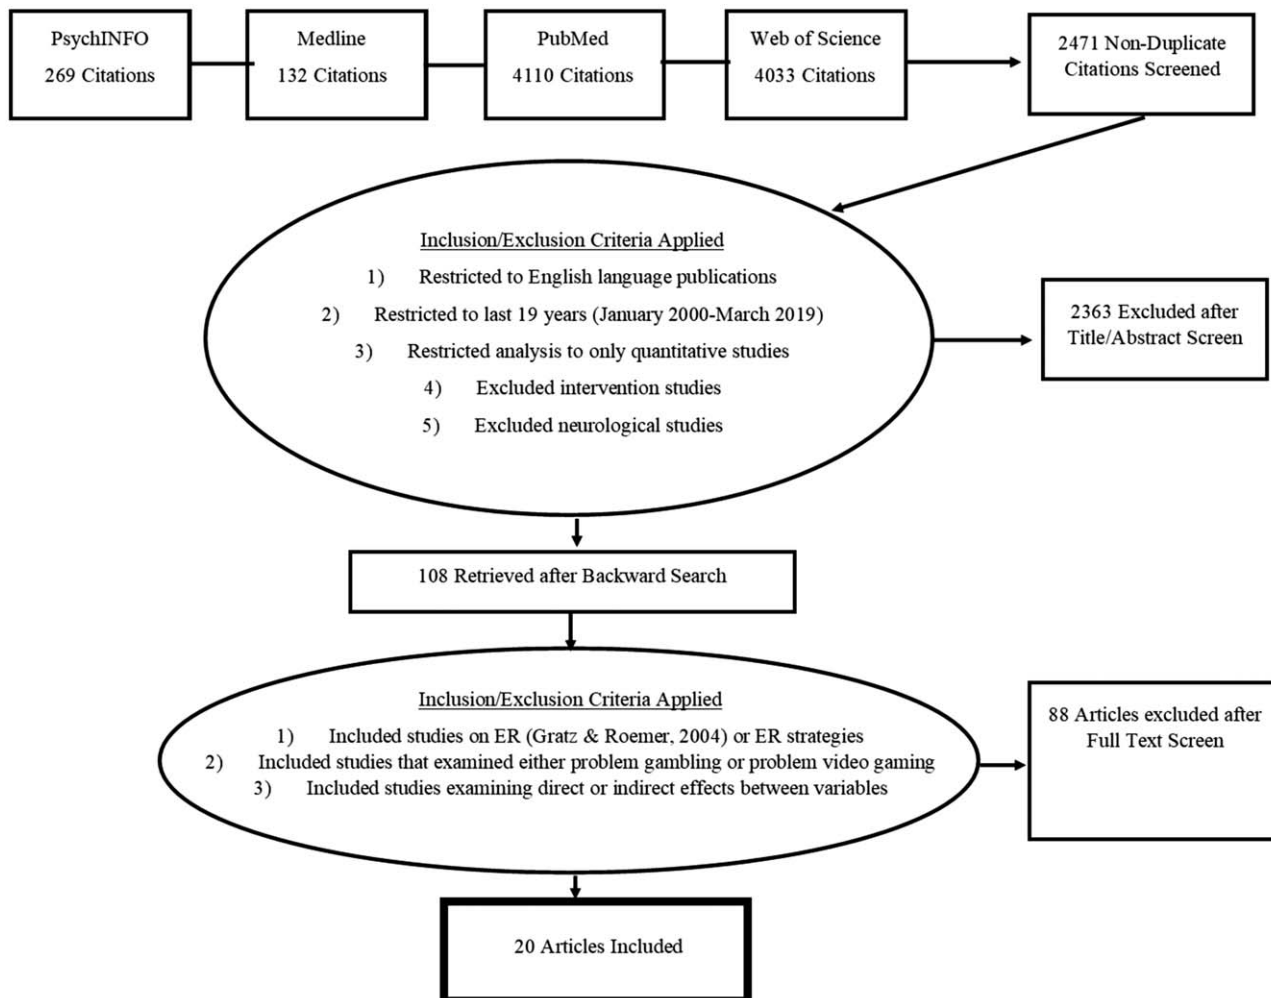 PsychINFO
269 Citations
Medline
132 Citations
PubMed
4110 Citations
Web of Science
4033 Citations
2471 Non-Duplicate
Citations Screened
Inclusion/Exclusion Criteria Applied
1) Restricted to English language publications
2) Restricted to last 19 years (January 2000-March 2019)
3) Restricted analysis to only quantitative studies
4) Excluded intervention studies
5) Excluded neurological studies
2363 Excluded after
Title/Abstract Screen
108 Retrieved after Backward Search
Inclusion/Exclusion Criteria Applied
1) Included studies on ER (Gratz & Roemer, 2004) or ER strategies
2) Included studies that examined either problem gambling or problem video gaming
3) Included studies examining direct or indirect effects between variables
88 Articles excluded after
Full Text Screen
20 Articles Included